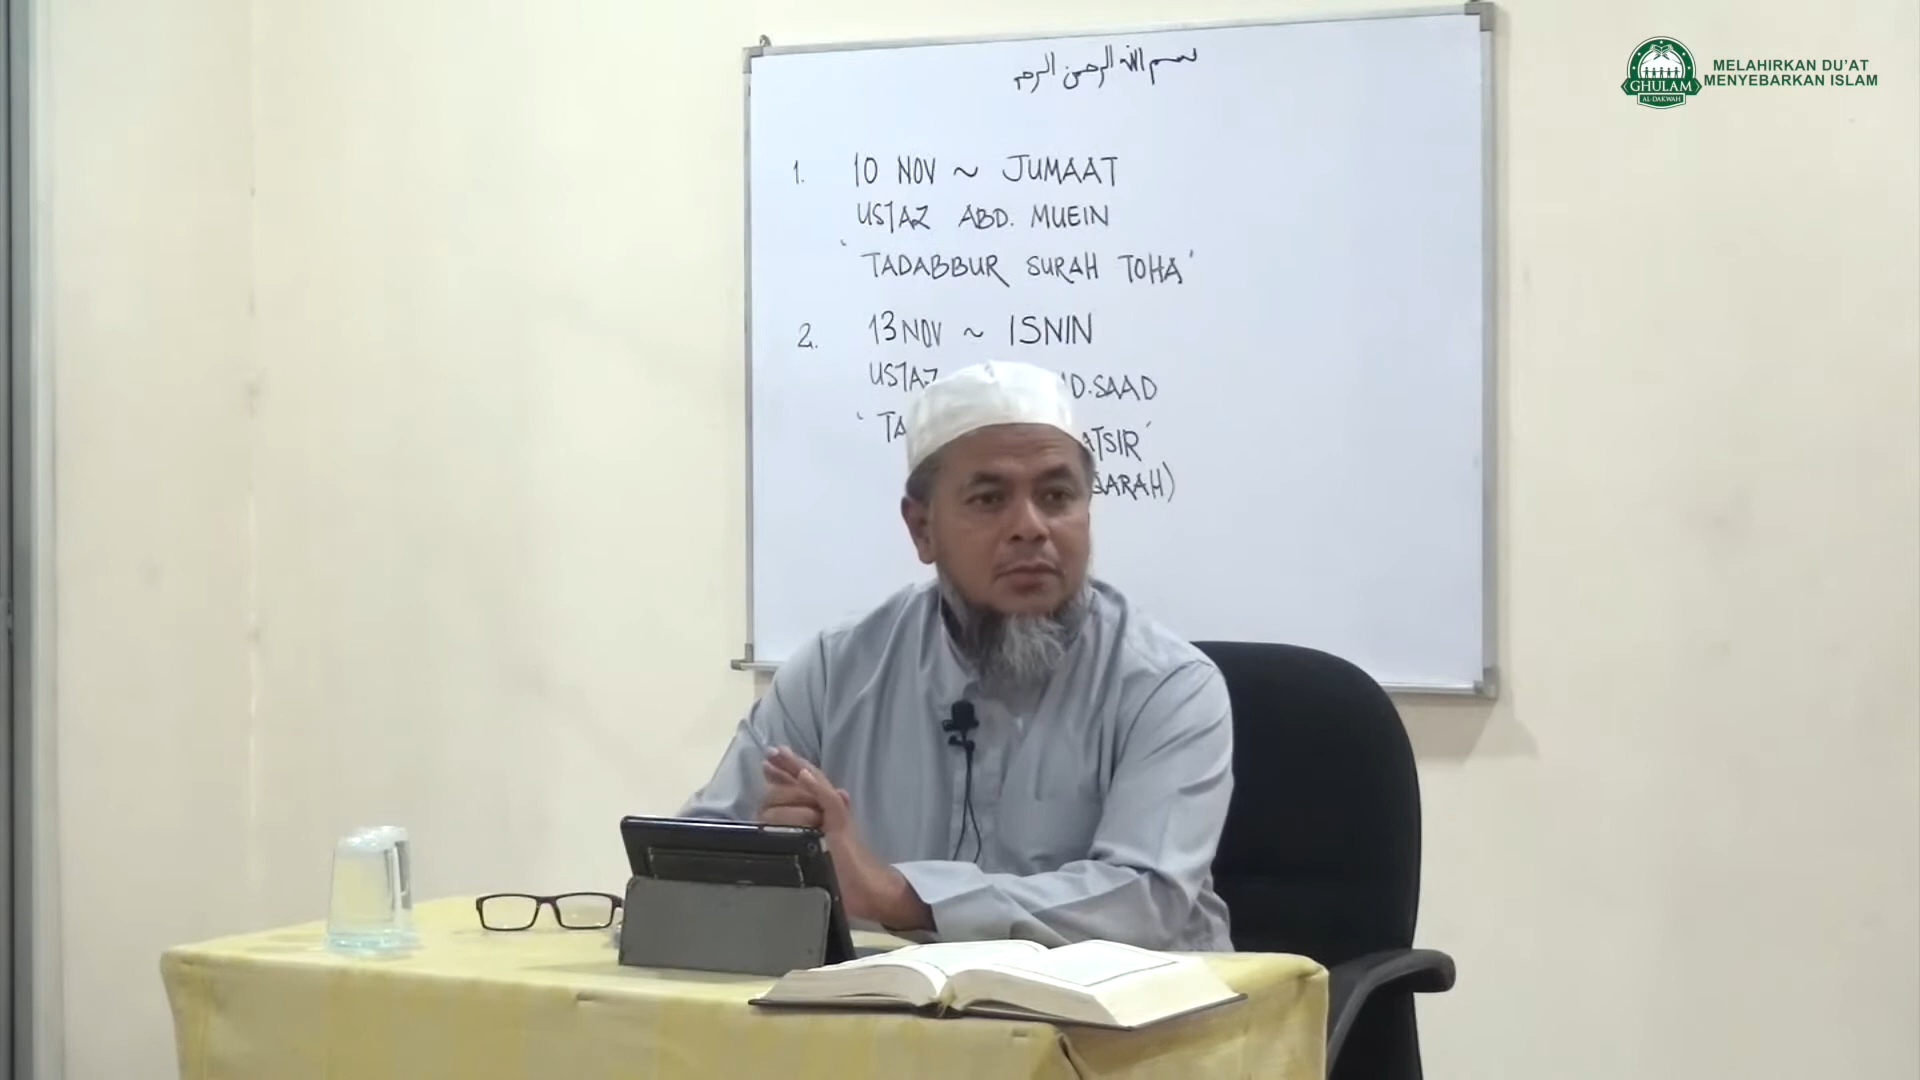 بسم الله الرحمن الرحيم
1. 10 NOV ~ JUMAAT
USTAZ ABD. MUEIN
'TADABBUR SURAH TOHA'
2. 13 NOV ~ ISNIN
USTAZ D.SAAD
'TA ATSIR'
QARAH)
GHULAM
AL-DAKWAH
MELAHIRKAN DU'AT
MENYEBARKAN ISLAM